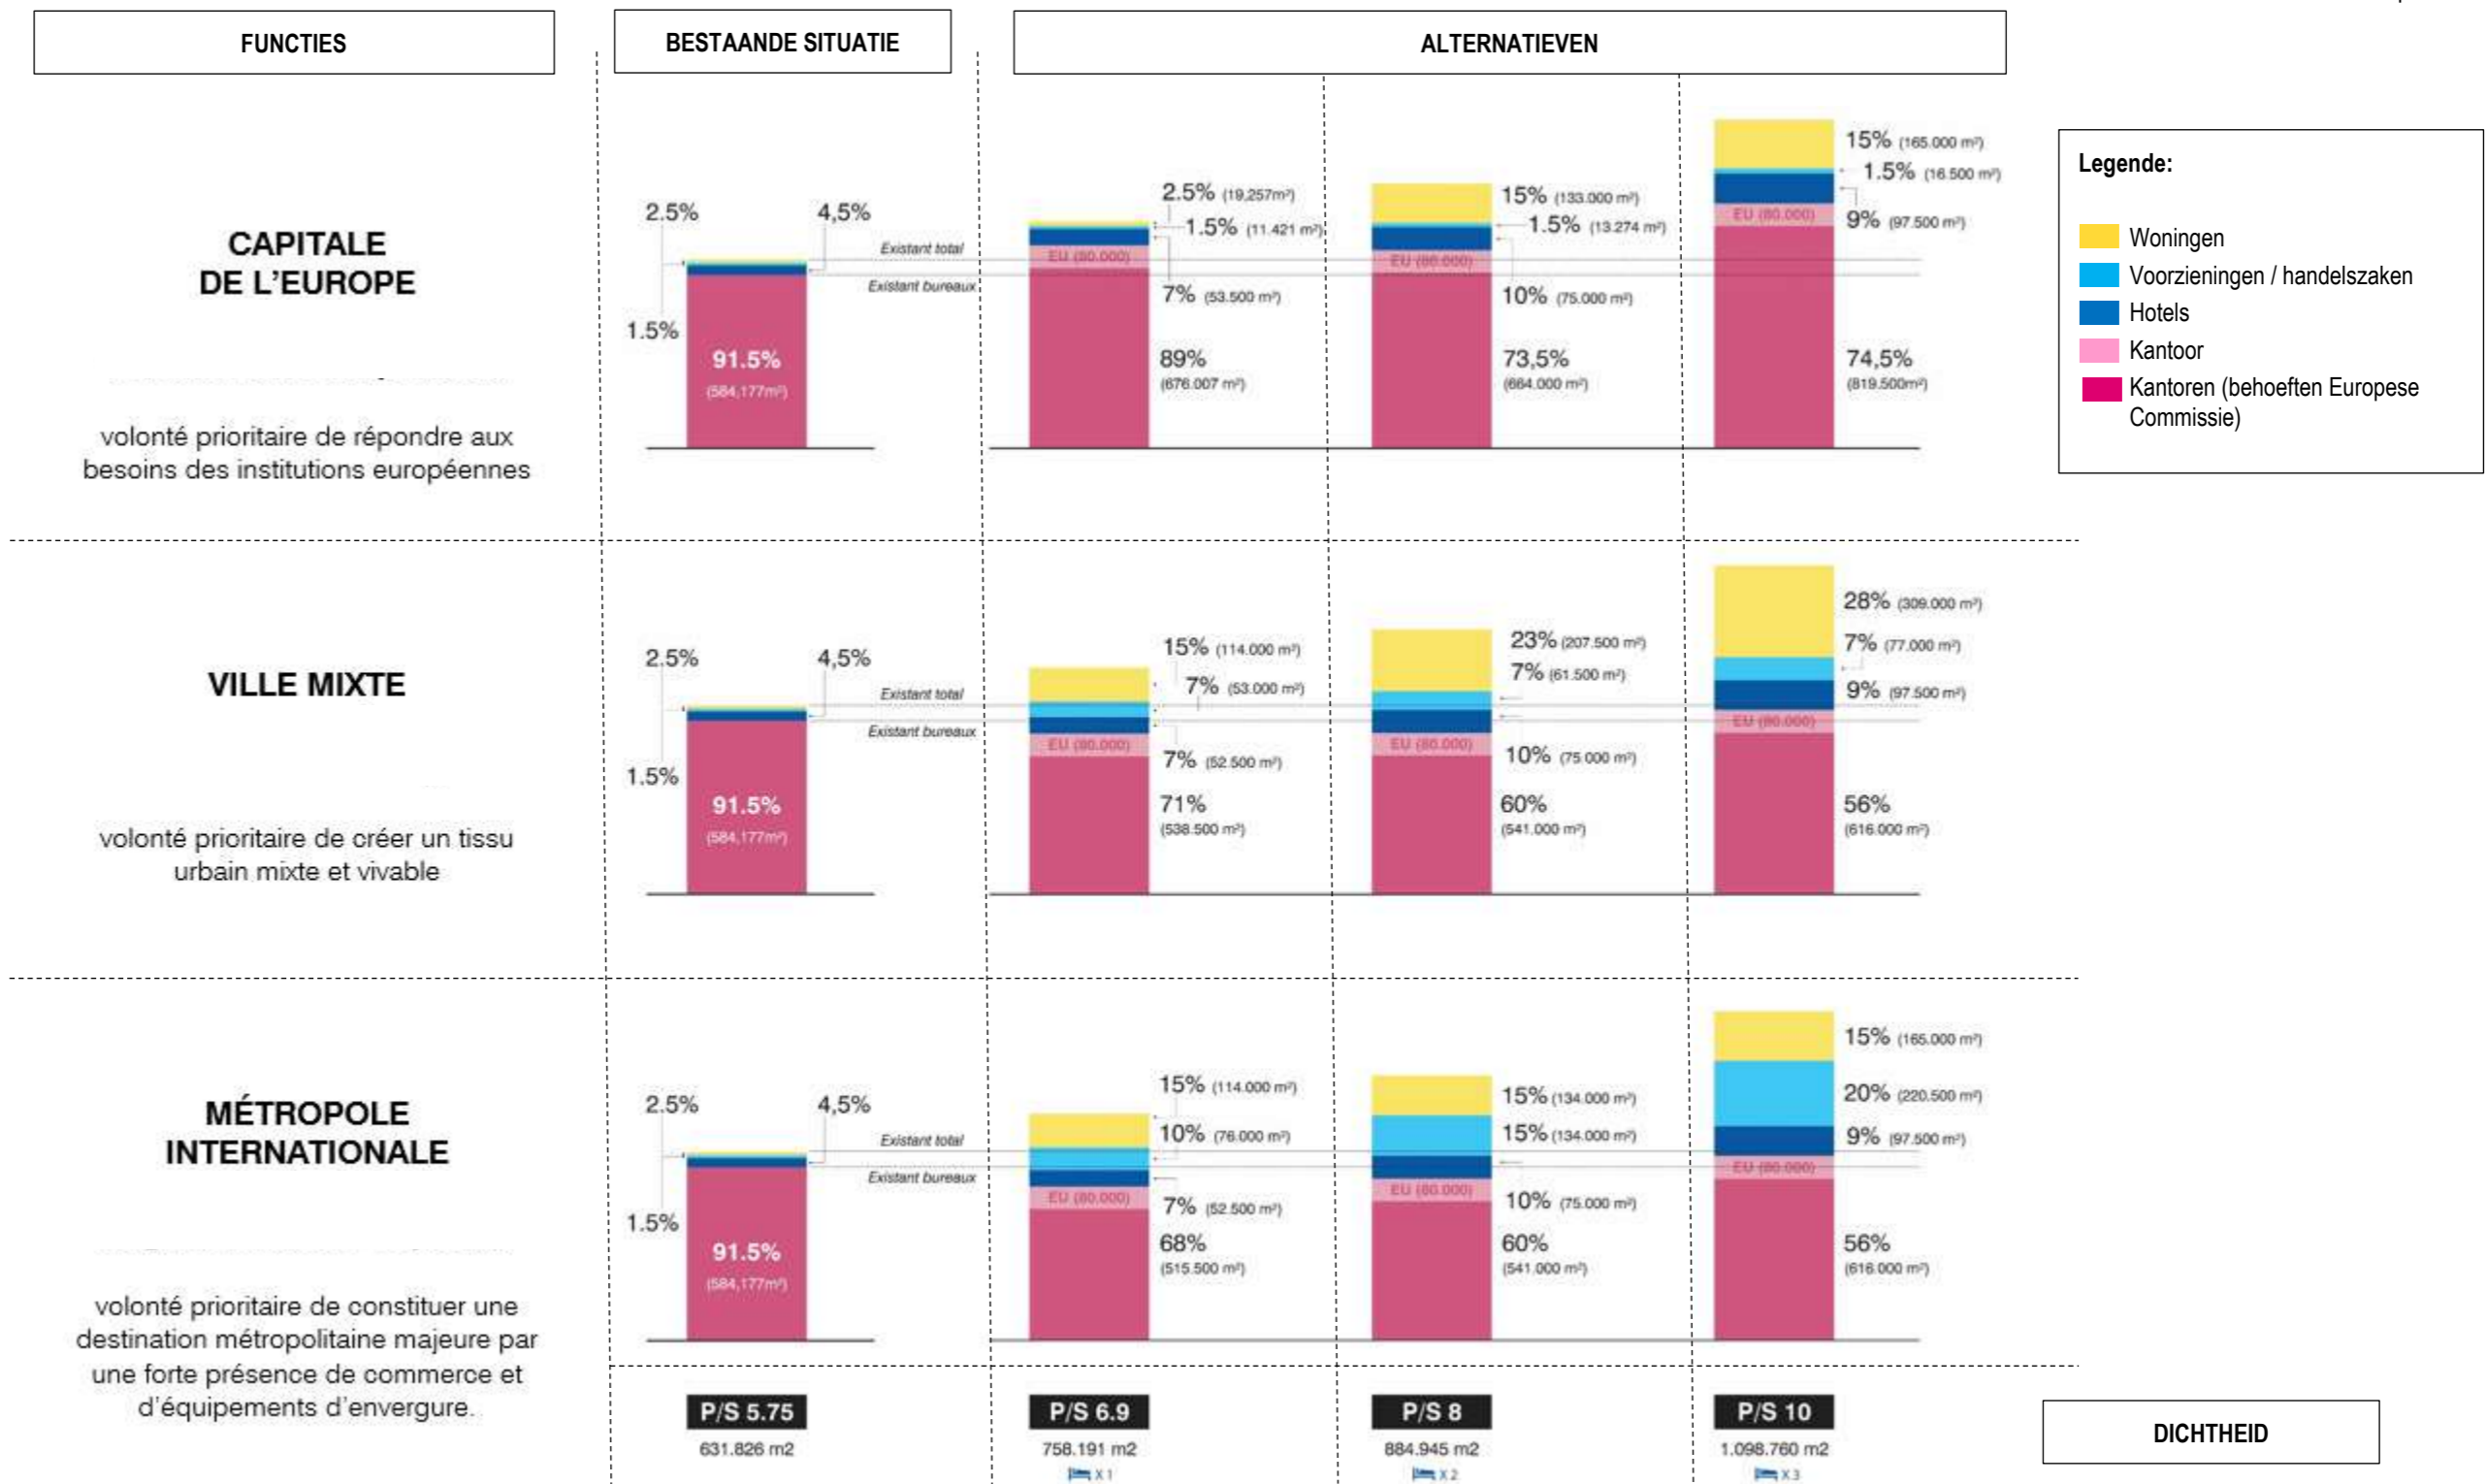 FUNCTIES
BESTAANDE SITUATIE
ALTERNATIEVEN
CAPITALE
DE L'EUROPE
volonté prioritaire de répondre aux
besoins des institutions européennes
2.5%
4,5%
1.5%
91.5%
(584,177m²)
Existant total
Existant bureaux
2.5% (19,257m²)
1.5% (11.421 m²)
EU (80.000)
7% (53.500 m²)
89%
(676.007 m²)
15% (133.000 m²)
1.5% (13.274 m²)
EU (80.000)
10% (75.000 m²)
73,5%
(664.000 m²)
15% (165.000 m²)
1.5% (16.500 m²)
EU (80.000)
9% (97.500 m²)
74,5%
(819.500m²)
Legende:
Woningen
Voorzieningen / handelszaken
Hotels
Kantoor
Kantoren (behoeften Europese
Commissie)
VILLE MIXTE
volonté prioritaire de créer un tissu
urbain mixte et vivable
2.5%
4,5%
1.5%
91.5%
(584,177m²)
Existant total
Existant bureaux
15% (114.000 m²)
7% (53.000 m²)
EU (80.000)
7% (52.500 m²)
71%
(538.500 m²)
23% (207.500 m²)
7% (61.500 m²)
EU (80.000)
10% (75.000 m²)
60%
(541.000 m²)
28% (309.000 m²)
7% (77.000 m²)
9% (97.500 m²)
EU (80.000)
56%
(616.000 m²)
MÉTROPOLE
INTERNATIONALE
volonté prioritaire de constituer une
destination métropolitaine majeure par
une forte présence de commerce et
d'équipements d'envergure.
2.5%
4,5%
1.5%
91.5%
(584,177m²)
Existant total
Existant bureaux
15% (114.000 m²)
10% (76.000 m²)
EU (80.000)
7% (52.500 m²)
68%
(515.500 m²)
15% (134.000 m²)
15% (134.000 m²)
EU (80.000)
10% (75.000 m²)
60%
(541.000 m²)
15% (165.000 m²)
20% (220.500 m²)
9% (97.500 m²)
EU (80.000)
56%
(616.000 m²)
P/S 5.75
631.826 m2
P/S 6.9
758.191 m2
X 1
P/S 8
884.945 m2
X 2
P/S 10
1.098.760 m2
X 3
DICHTHEID